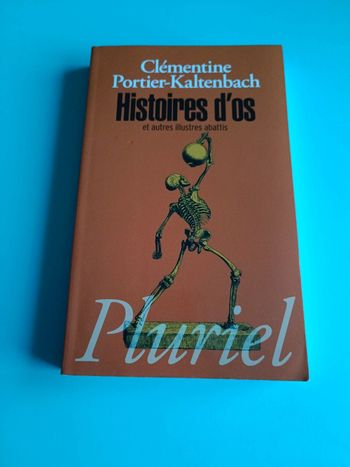 Clémentine
Portier-Kaltenbach
Histoires d'os
et autres illustres abattis
Pluriel